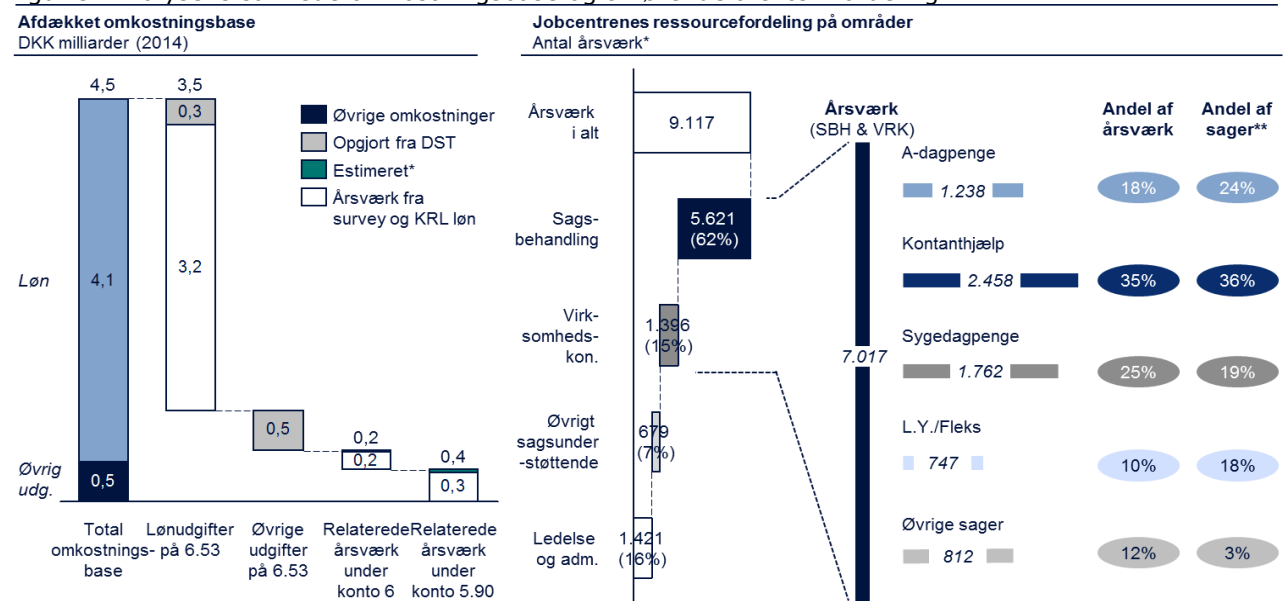 Afdækket omkostningsbase
DKK milliarder (2014)
4,5
3,5
0,3
Øvrige omkostninger
Opgjort fra DST
Estimeret*
Årsværk fra
survey og KRL løn
Løn
4,1
3,2
0,5
0,2
0,2
0,4
0,3
Øvrig
udg.
0,5
Total
omkostnings-
base
Lønudgifter
på 6.53
Øvrige
udgifter
på 6.53
Relaterede
årsværk
under
konto 6
Relaterede
årsværk
under
konto 5.90
Jobcentrenes ressourcefordeling på områder
Antal årsværk*
Årsværk
i alt
9.117
Sags-
behandling
5.621
(62%)
Virk-
somheds-
kon.
1.396
(15%)
Øvrigt
sagsunder
-støttende
679
(7%)
Ledelse
og adm.
1.421
(16%)
Årsværk
(SBH & VRK)
7.017
Andel af
årsværk
Andel af
sager**
A-dagpenge
1.238
18%
24%
Kontanthjælp
2.458
35%
36%
Sygedagpenge
1.762
25%
19%
L.Y./Fleks
747
10%
18%
Øvrige sager
812
12%
3%